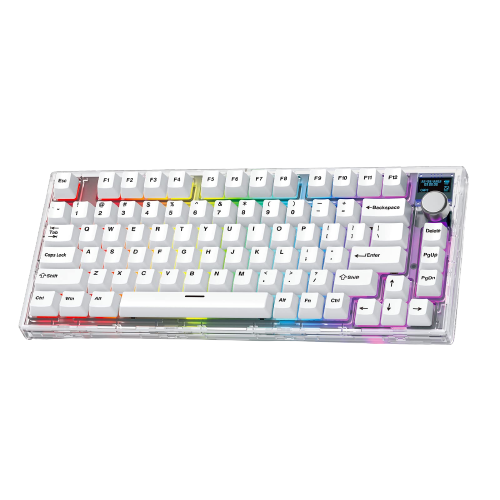 Esc F1 F2 F3 F4 F5 F6 F7 F8 F9 F10 F11 F12
~ ! @ # $ % ^ & * ( ) _ +
1 2 3 4 5 6 7 8 9 0 - = ←Backspace Delete
Tab Q W E R T Y U I O P { } |
[ ] \ PgUp
Caps Lock A S D F G H J K L : " ↵Enter
; ' PgDn
⇧Shift Z X C V B N M < > ? ⇧Shift ↑
, . /
Ctrl Win Alt Alt Fn Ctrl ← ↓ →